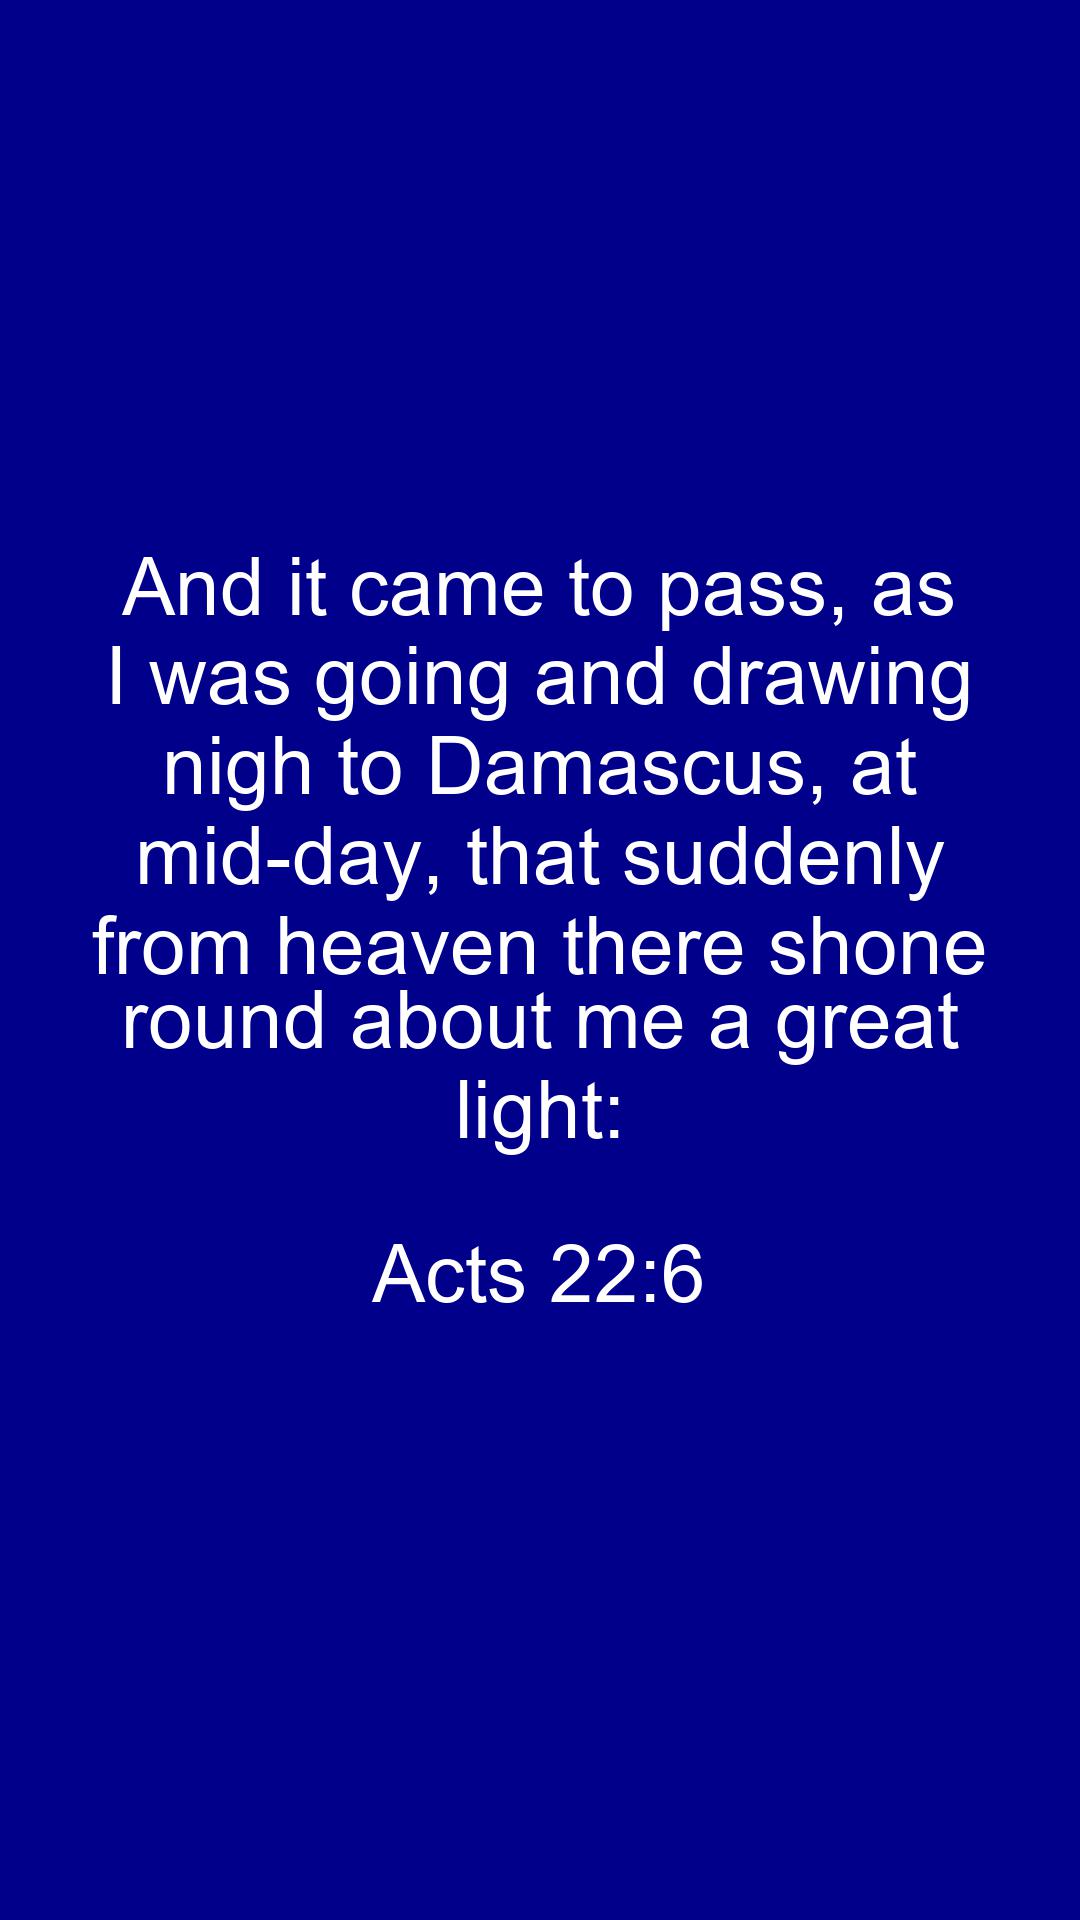 And it came to pass, as
I was going and drawing
nigh to Damascus, at
mid-day, that suddenly
from heaven there shone
round about me a great
light:
Acts 22:6